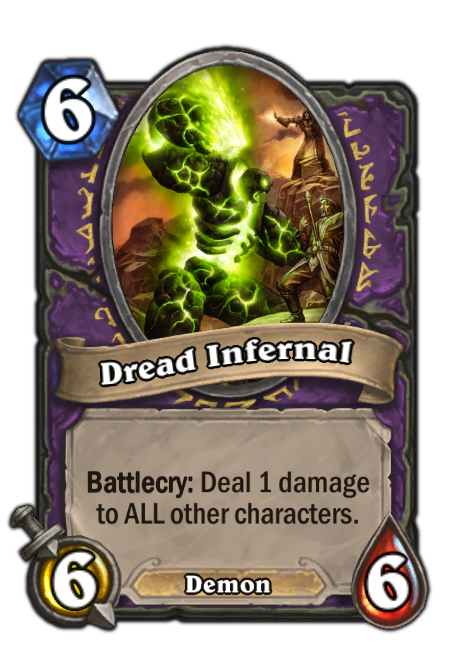 6
Dread Infernal
Battlecry: Deal 1 damage
to ALL other characters.
6
Demon
6